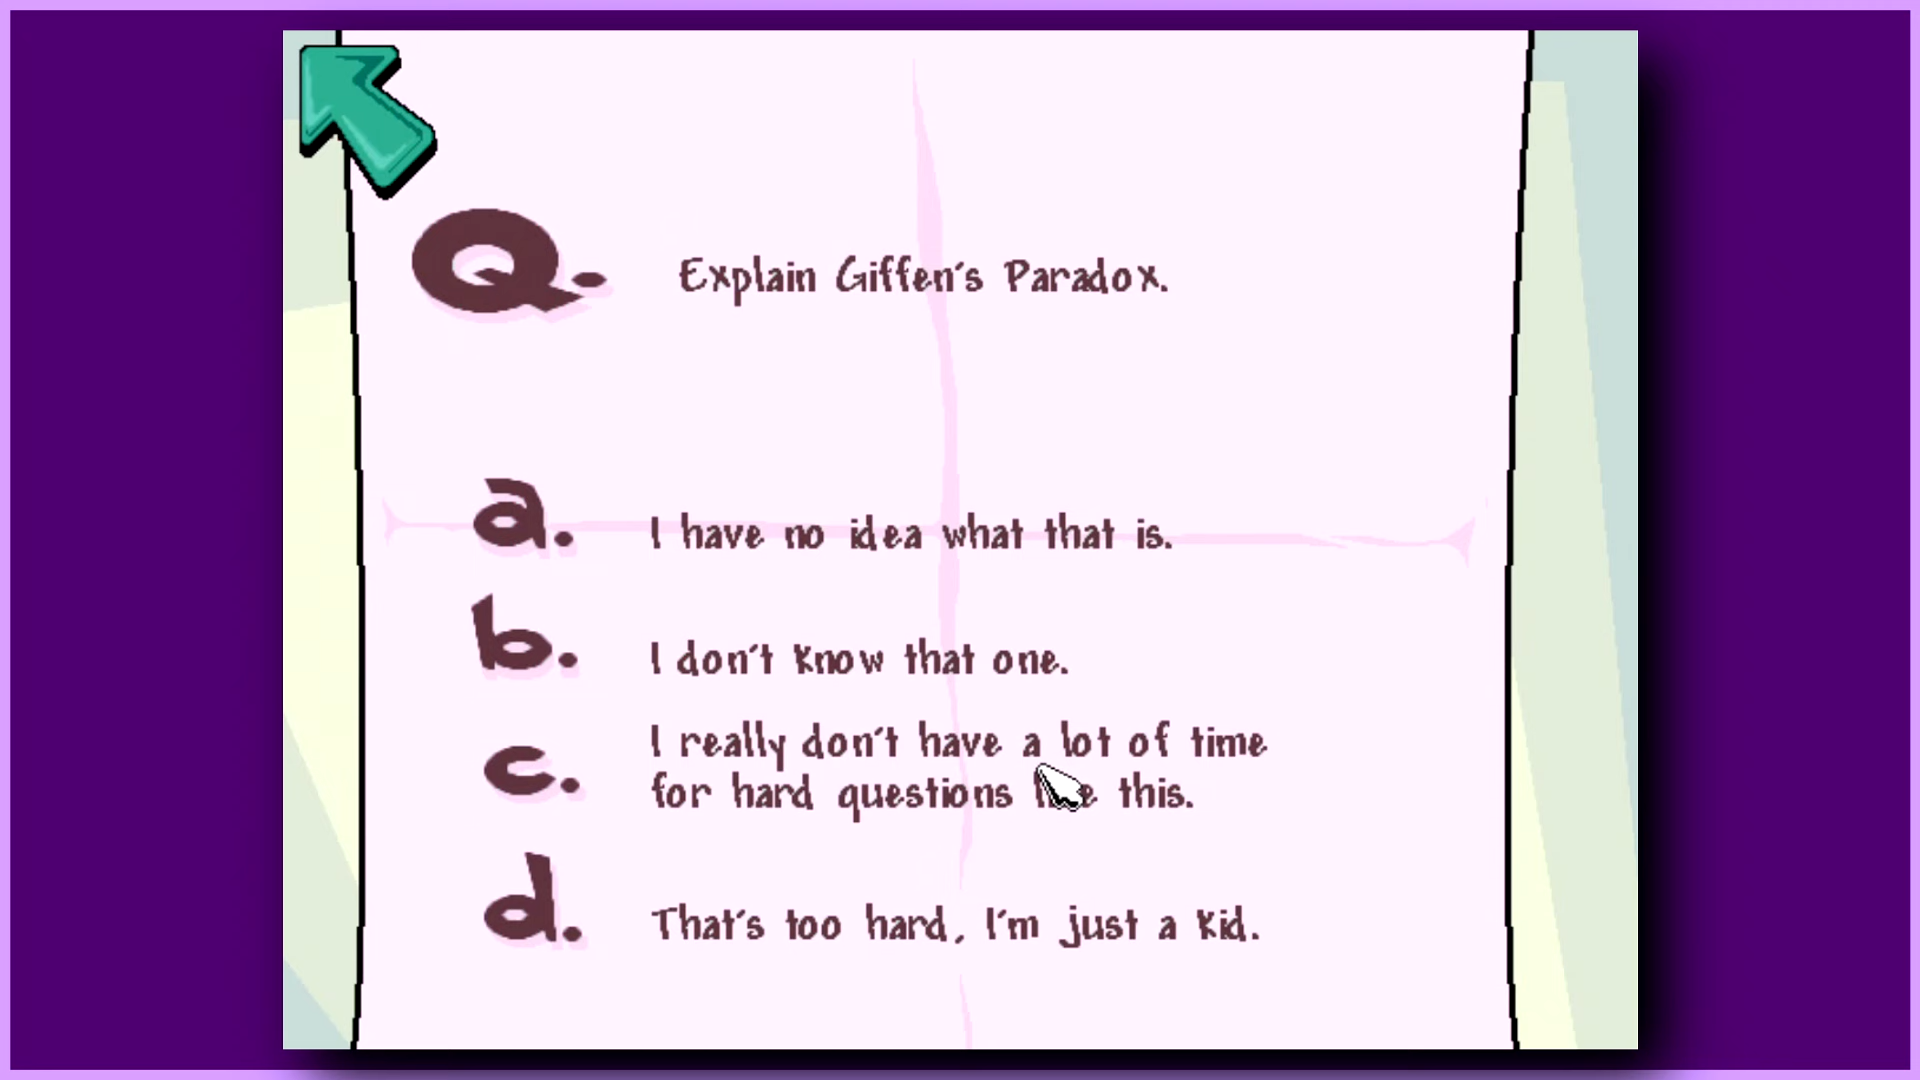 Q. Explain Giffen's Paradox.
a. I have no idea what that is.
b. I don't know that one.
c. I really don't have a lot of time
for hard questions like this.
d. That's too hard, I'm just a kid.